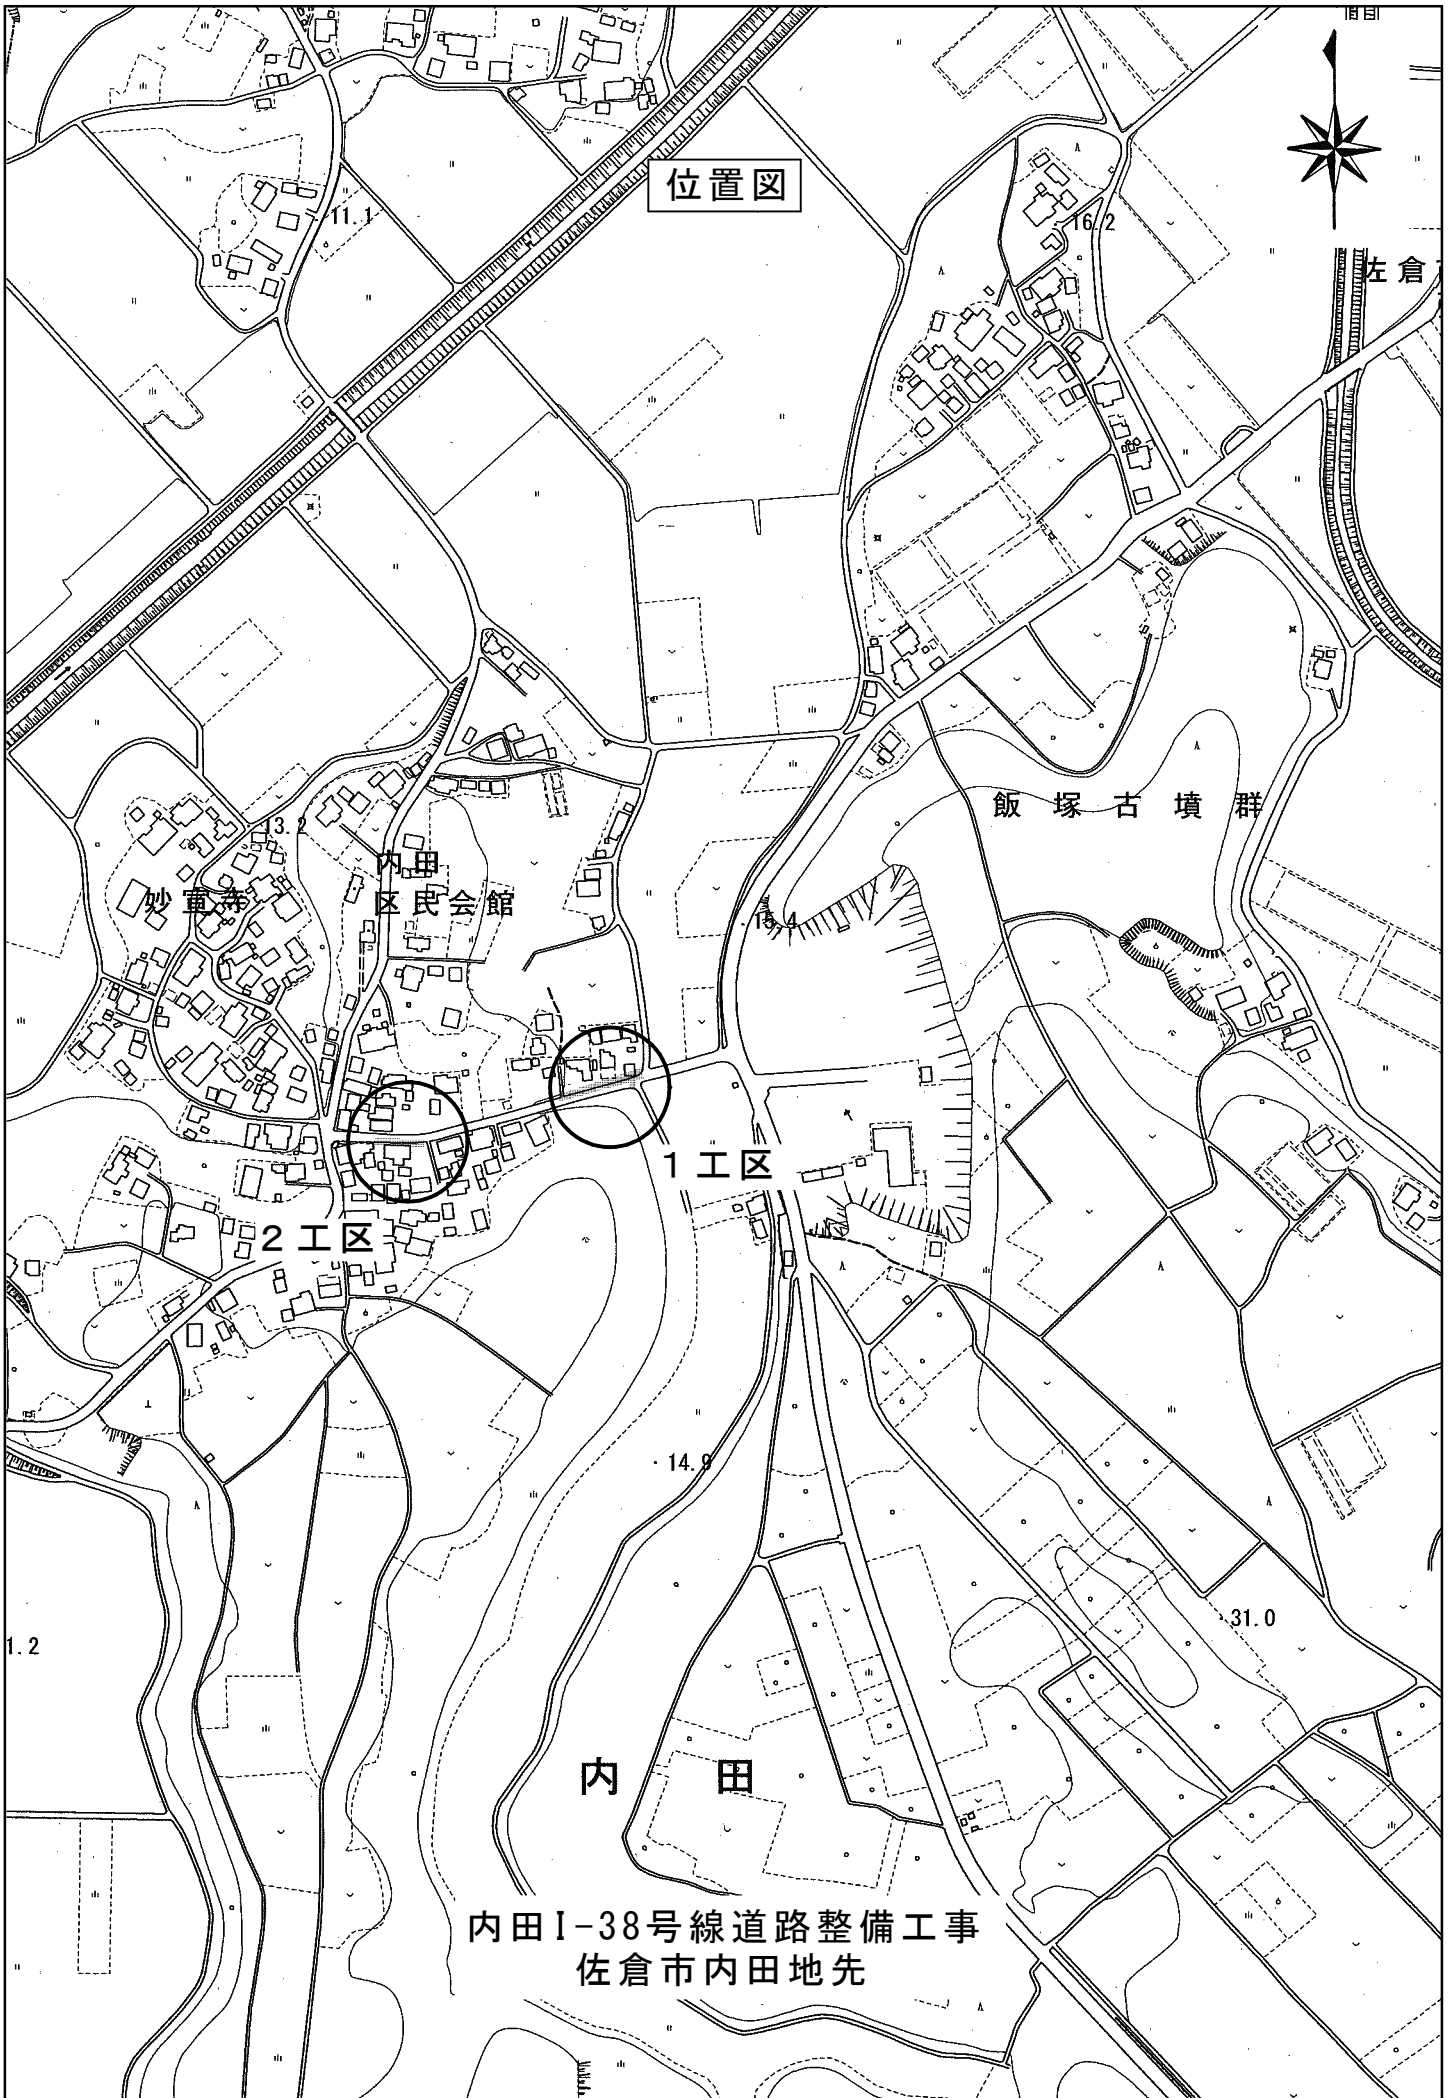 位置図
11.1
16.2
佐倉
飯塚古墳群
13.2
内田
区民会館
15.4
1工区
2工区
14.9
31.0
1.2
内田
内田I-38号線道路整備工事
佐倉市内田地先